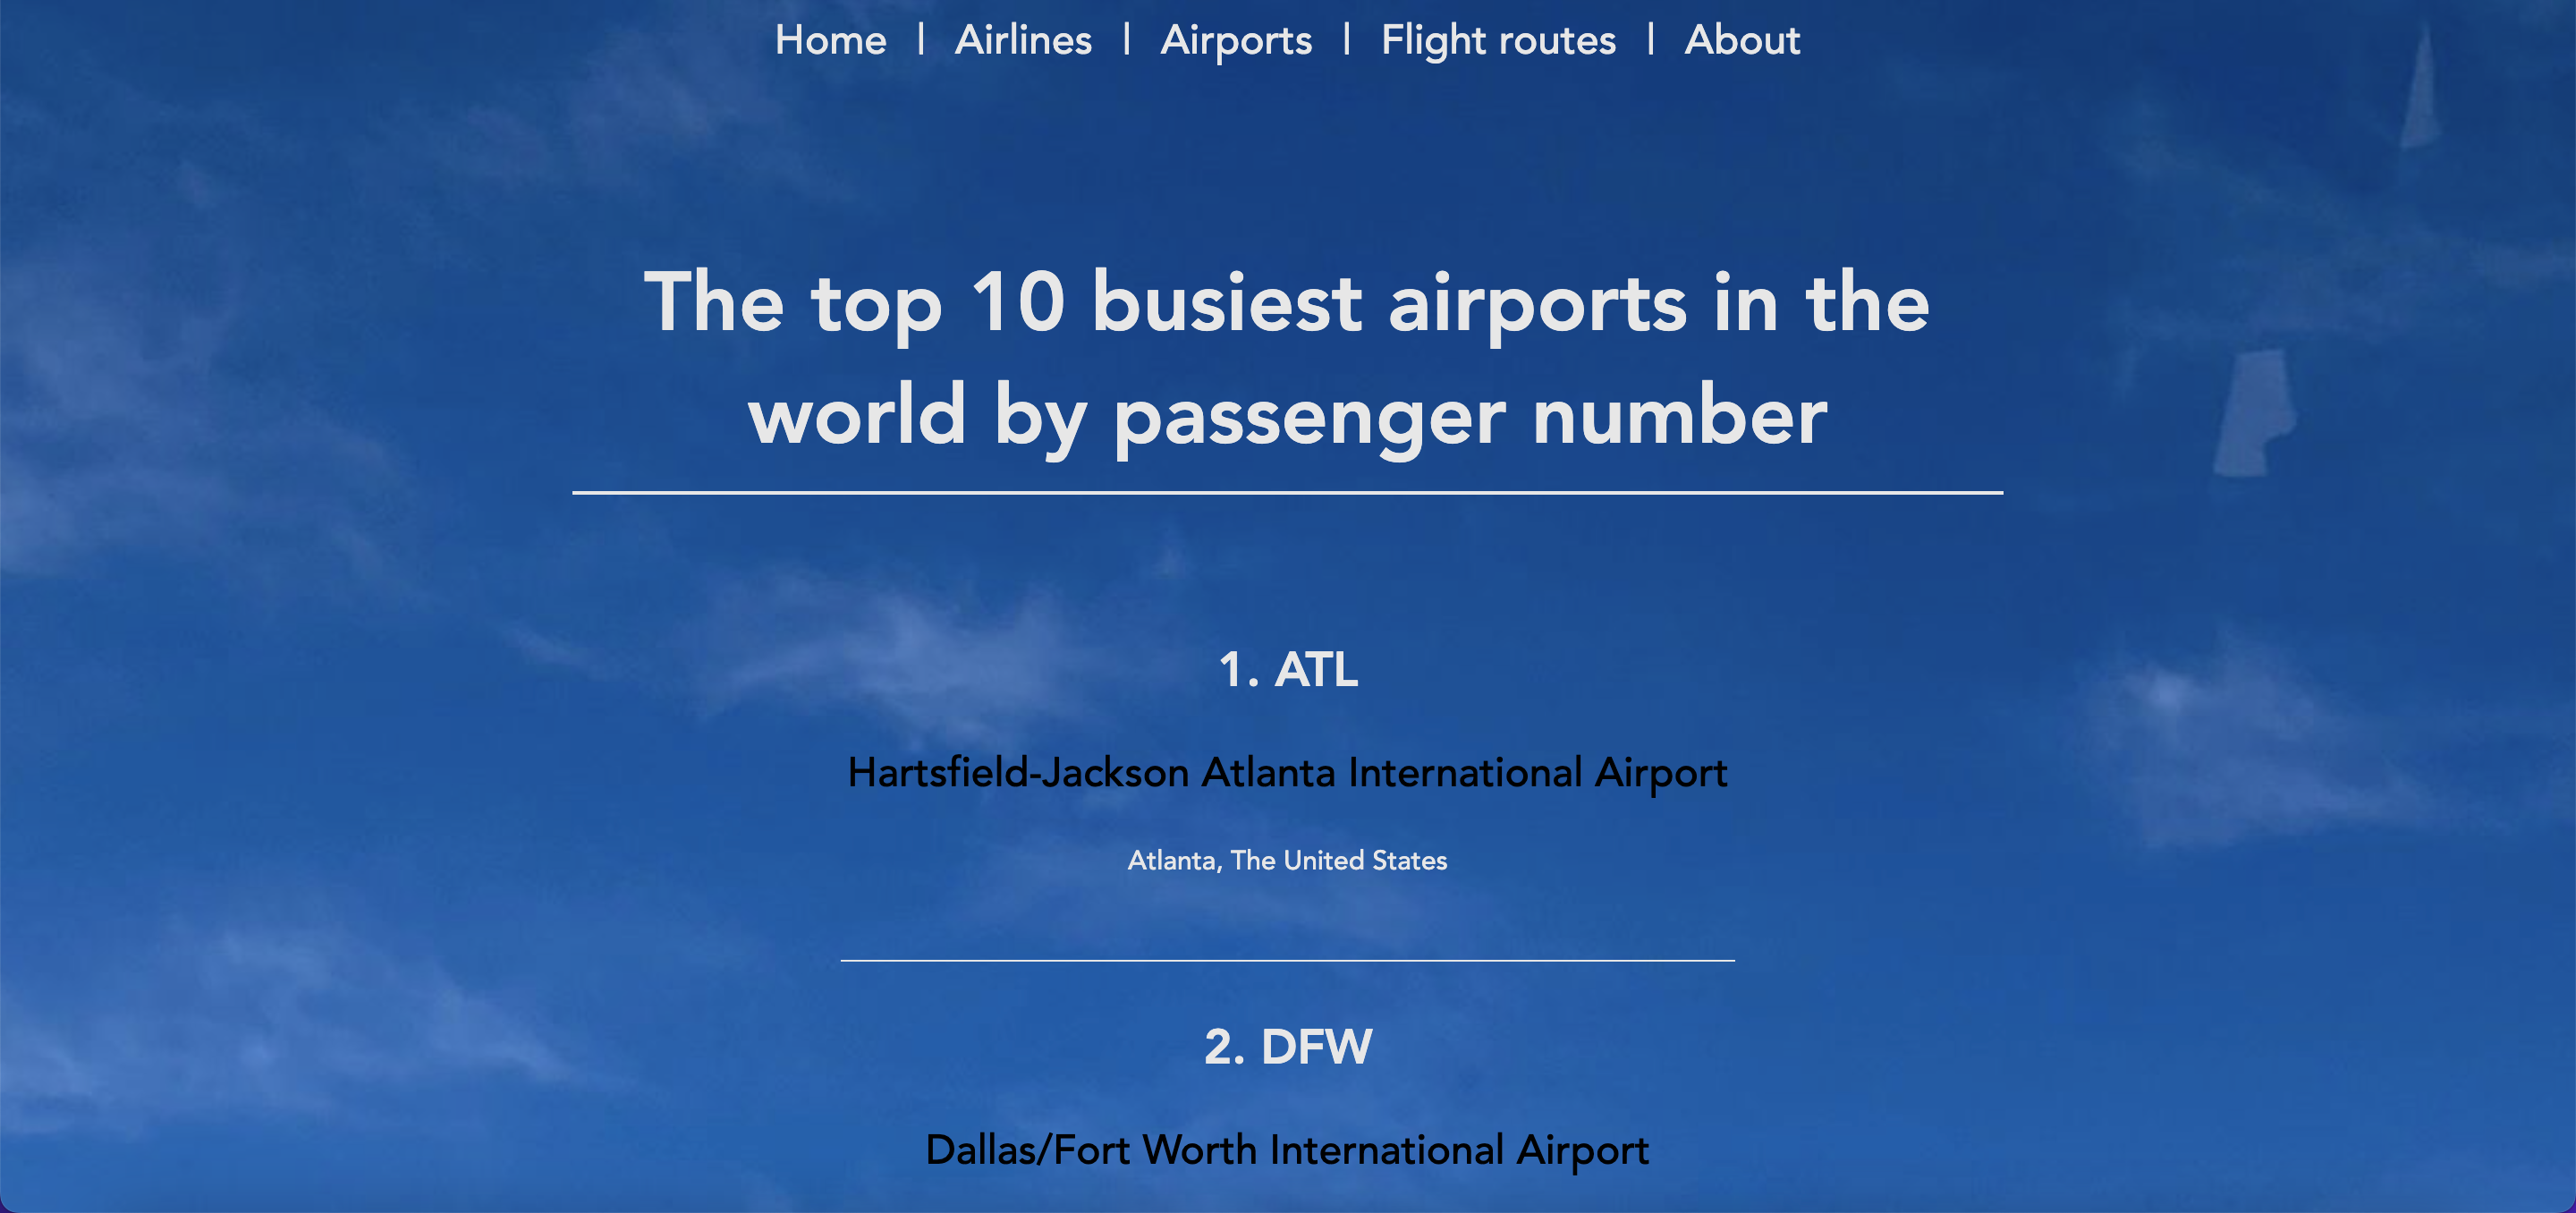 Home | Airlines | Airports | Flight routes | About
The top 10 busiest airports in the
world by passenger number
1. ATL
Hartsfield-Jackson Atlanta International Airport
Atlanta, The United States
2. DFW
Dallas/Fort Worth International Airport